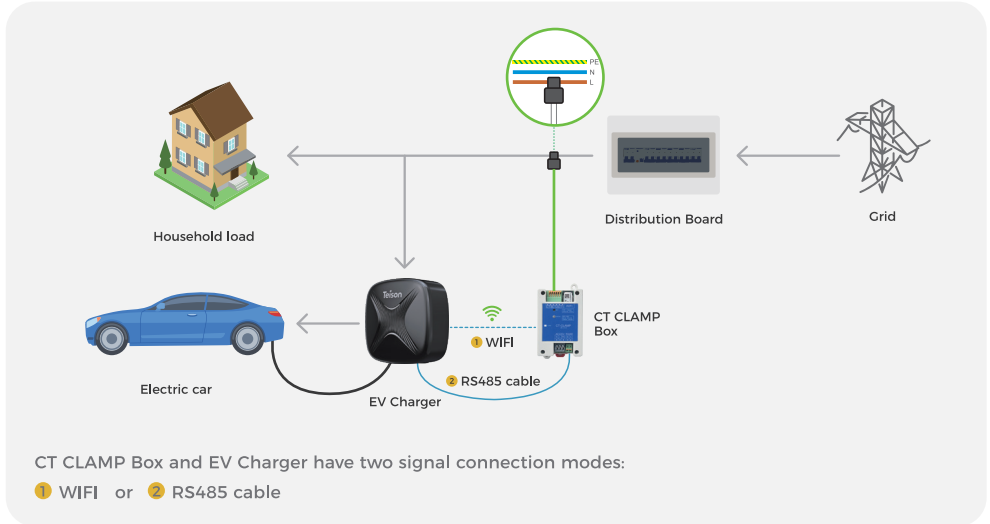 PE
N
L
Household load
Distribution Board
Grid
Teison
CT CLAMP
Box
1 WIFI
2 RS485 cable
Electric car
EV Charger
CT CLAMP Box and EV Charger have two signal connection modes:
1 WIFI or 2 RS485 cable